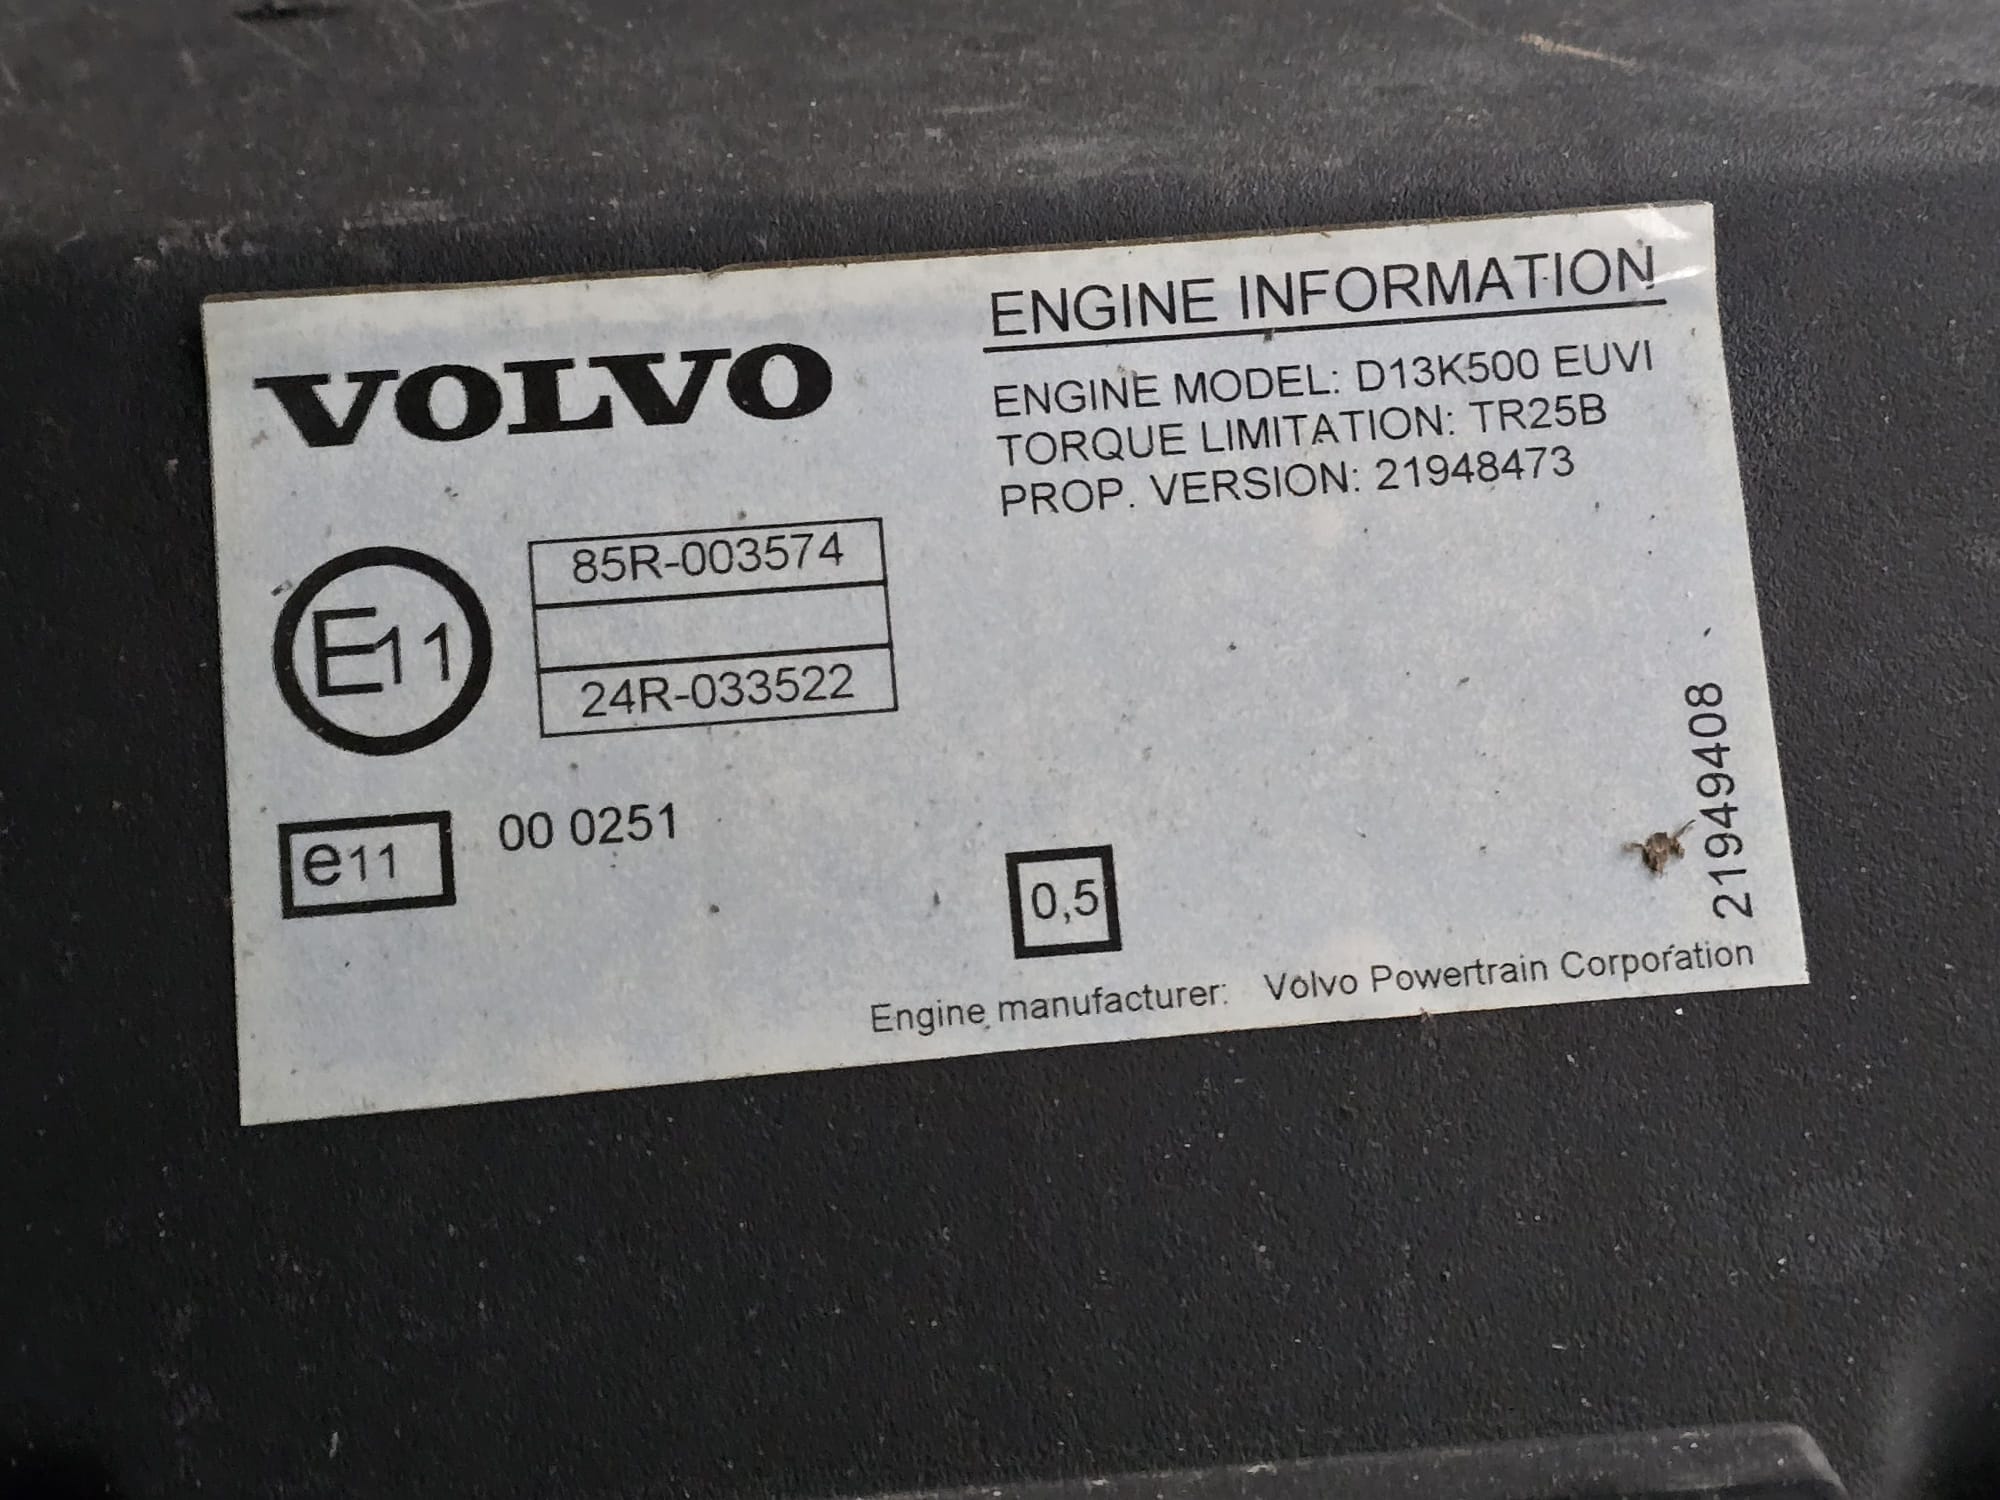 VOLVO
ENGINE INFORMATION
ENGINE MODEL: D13K500 EUVI
TORQUE LIMITATION: TR25B
PROP. VERSION: 21948473
E11
85R-003574
24R-033522
e11
00 0251
0,5
21949408
Engine manufacturer: Volvo Powertrain Corporation